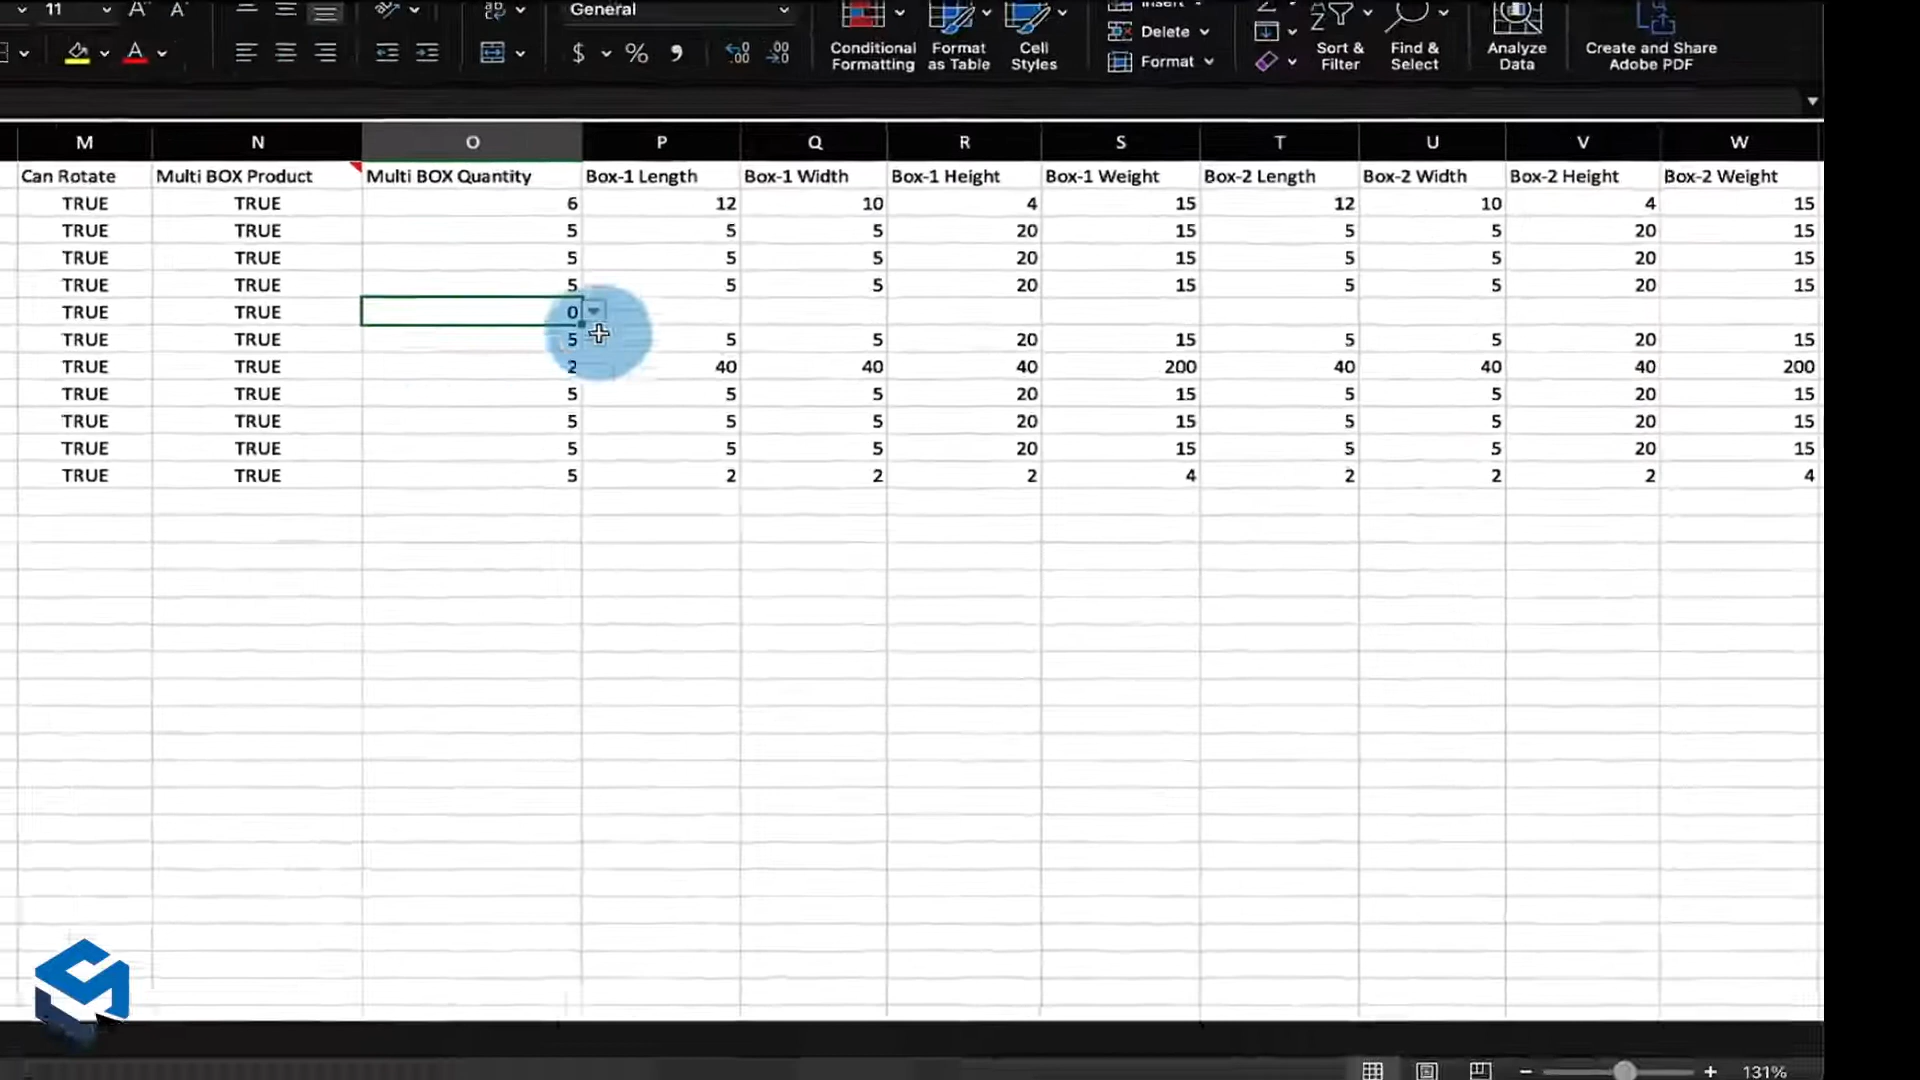 11 A A General
$ % 9 .00 .00
Conditional Formatting Format as Table Cell Styles Insert Delete Format Sort & Filter Find & Select Analyze Data Create and Share Adobe PDF
M N O P Q R S T U V W
Can Rotate Multi BOX Product Multi BOX Quantity Box-1 Length Box-1 Width Box-1 Height Box-1 Weight Box-2 Length Box-2 Width Box-2 Height Box-2 Weight
TRUE TRUE 6 12 10 4 15 12 10 4 15
TRUE TRUE 5 5 5 20 15 5 5 20 15
TRUE TRUE 5 5 5 20 15 5 5 20 15
TRUE TRUE 5 5 5 20 15 5 5 20 15
TRUE TRUE 0
TRUE TRUE 5 5 5 20 15 5 5 20 15
TRUE TRUE 2 40 40 40 200 40 40 40 200
TRUE TRUE 5 5 5 20 15 5 5 20 15
TRUE TRUE 5 5 5 20 15 5 5 20 15
TRUE TRUE 5 5 5 20 15 5 5 20 15
TRUE TRUE 5 2 2 2 4 2 2 2 4
131%